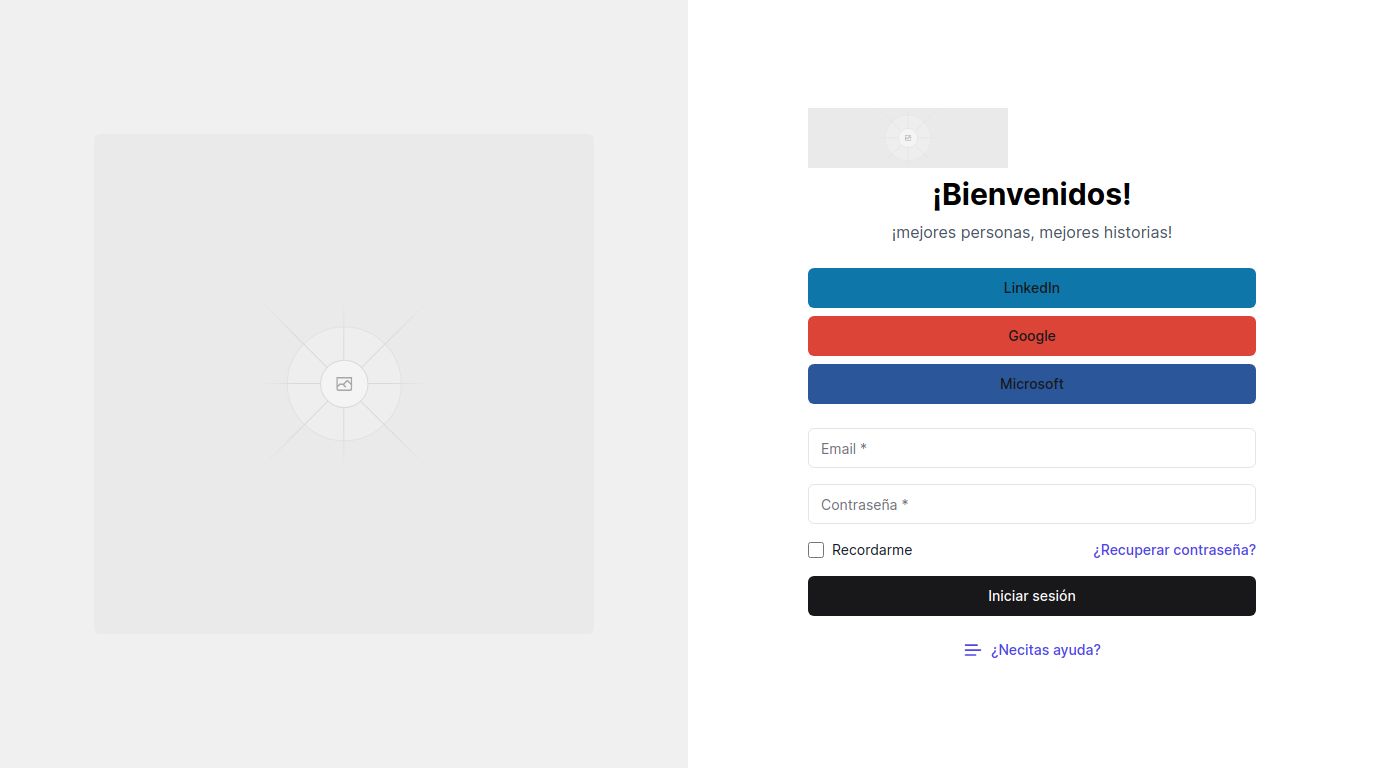 ¡Bienvenidos!
¡mejores personas, mejores historias!
LinkedIn
Google
Microsoft
Email *
Contraseña *
Recordarme
¿Recuperar contraseña?
Iniciar sesión
¿Necitas ayuda?